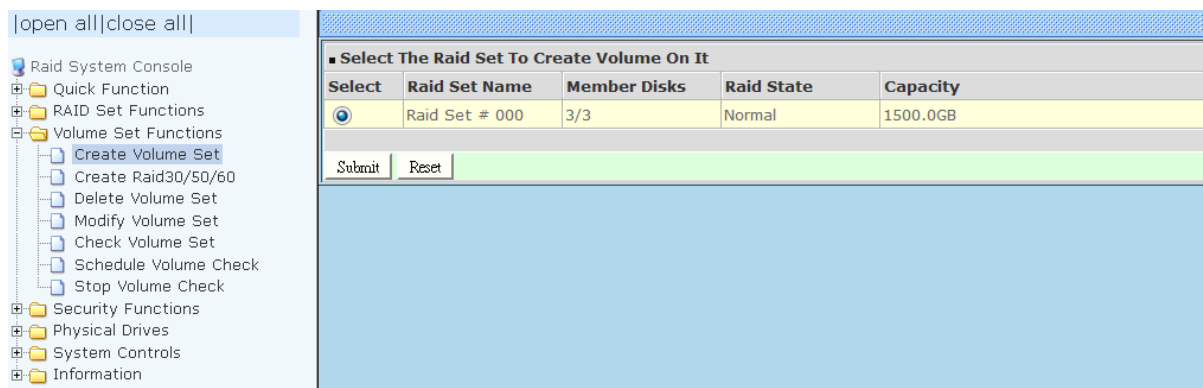 |open all|close all|
Raid System Console
Quick Function
RAID Set Functions
Volume Set Functions
Create Volume Set
Create Raid30/50/60
Delete Volume Set
Modify Volume Set
Check Volume Set
Schedule Volume Check
Stop Volume Check
Security Functions
Physical Drives
System Controls
Information
Select The Raid Set To Create Volume On It
Select Raid Set Name Member Disks Raid State Capacity
Raid Set # 000 3/3 Normal 1500.0GB
Submit Reset